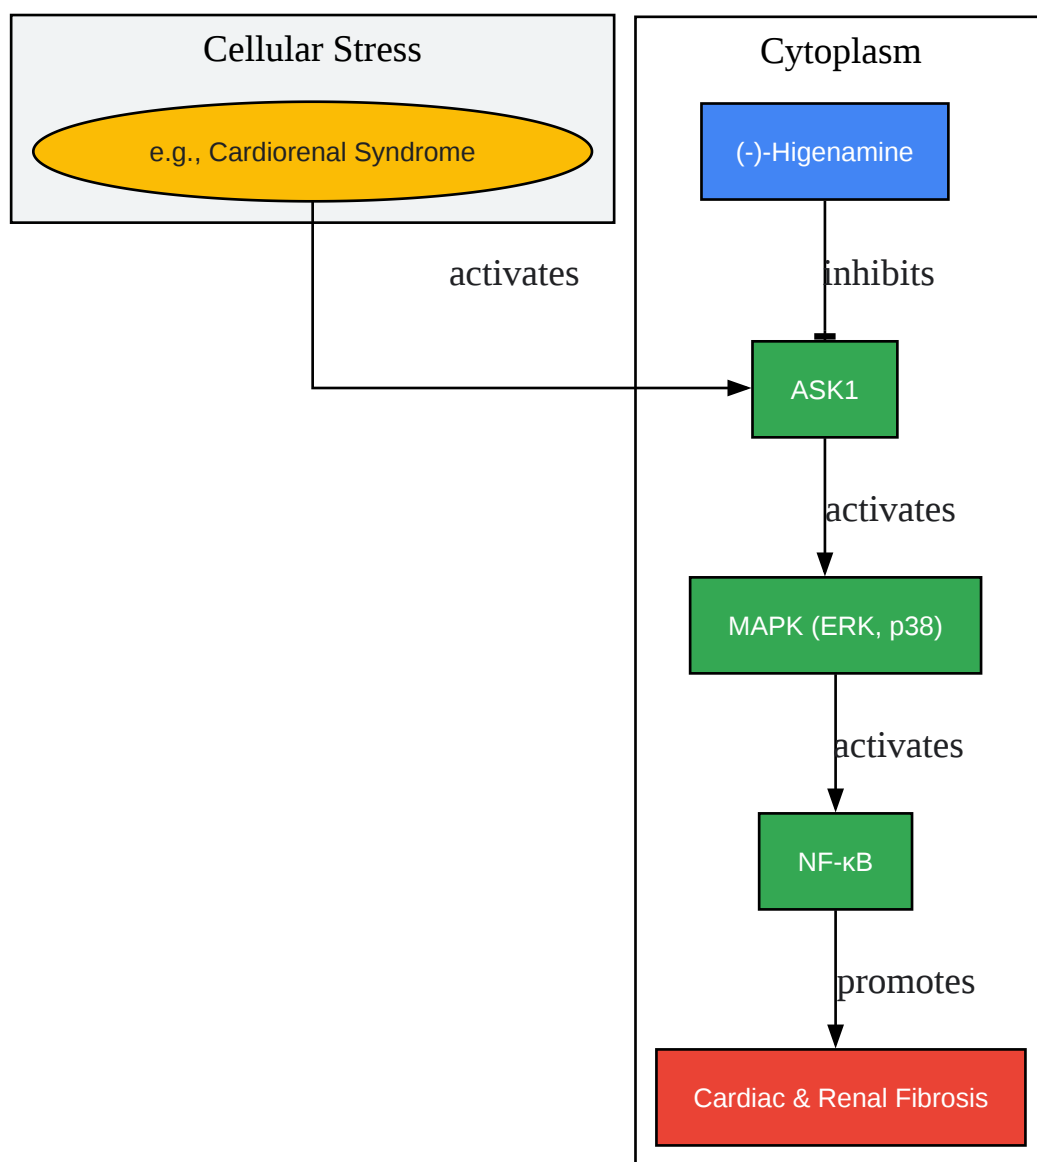 Cellular Stress
e.g., Cardiorenal Syndrome
activates
Cytoplasm
(-)-Higenamine
inhibits
ASK1
activates
MAPK (ERK, p38)
activates
NF-κB
promotes
Cardiac & Renal Fibrosis